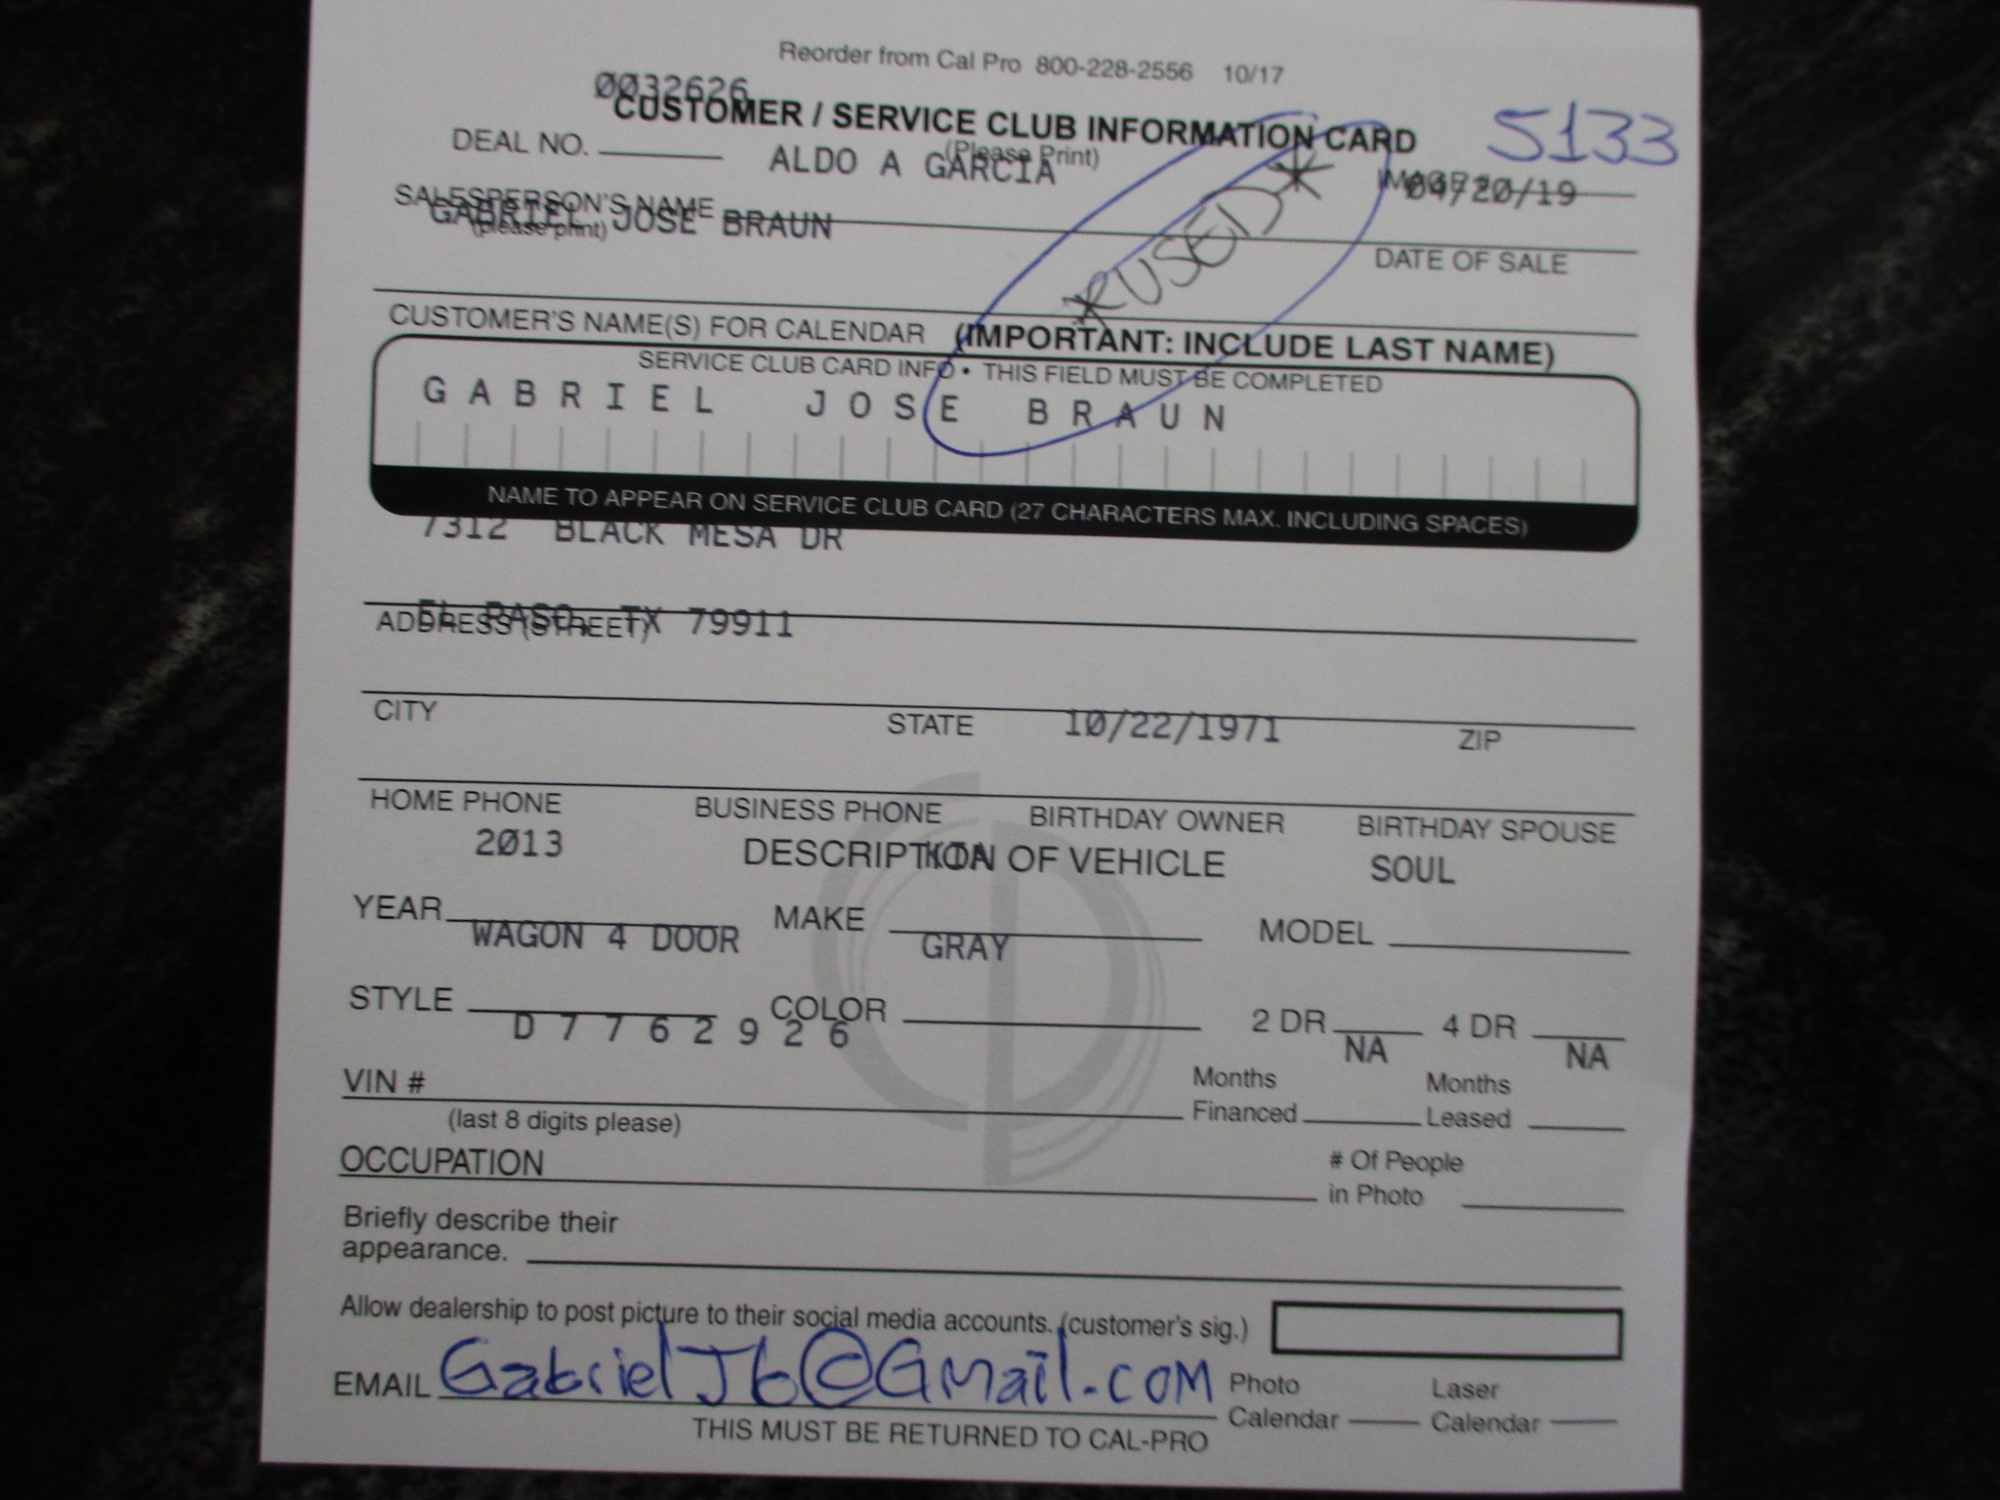 Reorder from Cal Pro 800-228-2556 10/17
0032626
CUSTOMER / SERVICE CLUB INFORMATION CARD
5133
DEAL NO.
(Please Print)
ALDO A GARCIA
IMAGE
04/20/19
SALESPERSON'S NAME
(please print)
GABRIEL JOSE BRAUN
DATE OF SALE
*USED*
CUSTOMER'S NAME(S) FOR CALENDAR (IMPORTANT: INCLUDE LAST NAME)
SERVICE CLUB CARD INFO • THIS FIELD MUST BE COMPLETED
GABRIEL JOSE BRAUN
NAME TO APPEAR ON SERVICE CLUB CARD (27 CHARACTERS MAX. INCLUDING SPACES)
7312 BLACK MESA DR
EL PASO, TX 79911
ADDRESS (STREET)
CITY STATE ZIP
10/22/1971
HOME PHONE BUSINESS PHONE BIRTHDAY OWNER BIRTHDAY SPOUSE
DESCRIPTION OF VEHICLE
2013 KIA SOUL
YEAR MAKE MODEL
WAGON 4 DOOR GRAY
STYLE COLOR 2 DR 4 DR
D7762926 NA NA
VIN #
(last 8 digits please)
Months Financed
Months Leased
OCCUPATION
# Of People
in Photo
Briefly describe their
appearance.
Allow dealership to post picture to their social media accounts. (customer's sig.)
EMAIL GabrielJb@Gmail.com
Photo Calendar
Laser Calendar
THIS MUST BE RETURNED TO CAL-PRO